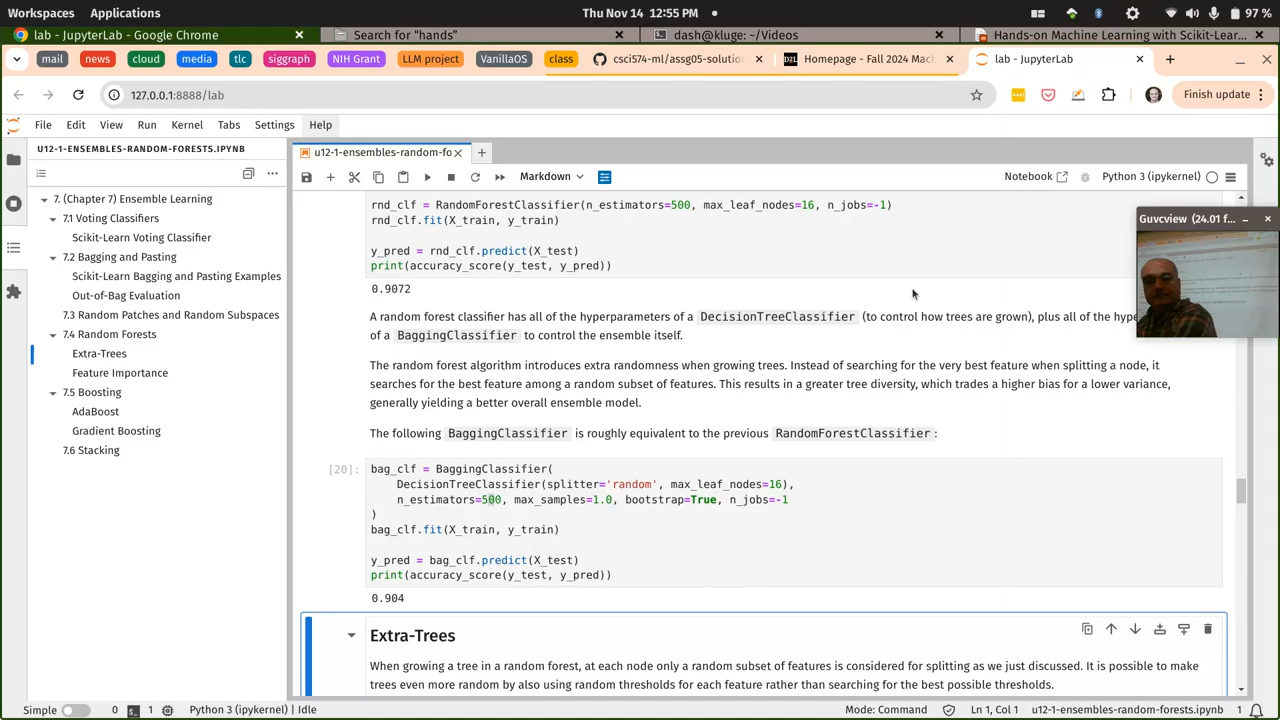 Workspaces Applications Thu Nov 14 12:55 PM 97 %
lab - JupyterLab - Google Chrome Search for “hands” dash@kluge: ~/Videos Hands-on Machine Learning with Scikit-Lear...
mail news cloud media tlc siggraph NIH Grant LLM project VanillaOS class csci574-ml/assg05-solutio Homepage - Fall 2024 Mac lab - JupyterLab
127.0.0.1:8888/lab Finish update
File Edit View Run Kernel Tabs Settings Help
U12-1-ENSEMBLES-RANDOM-FORESTS.IPYNB
7. (Chapter 7) Ensemble Learning
7.1 Voting Classifiers
Scikit-Learn Voting Classifier
7.2 Bagging and Pasting
Scikit-Learn Bagging and Pasting Examples
Out-of-Bag Evaluation
7.3 Random Patches and Random Subspaces
7.4 Random Forests
Extra-Trees
Feature Importance
7.5 Boosting
AdaBoost
Gradient Boosting
7.6 Stacking
u12-1-ensembles-random-fo
Markdown Notebook Python 3 (ipykernel)
Guvcview (24.01 f...
rnd_clf = RandomForestClassifier(n_estimators=500, max_leaf_nodes=16, n_jobs=-1)
rnd_clf.fit(X_train, y_train)
y_pred = rnd_clf.predict(X_test)
print(accuracy_score(y_test, y_pred))
0.9072
A random forest classifier has all of the hyperparameters of a DecisionTreeClassifier (to control how trees are grown), plus all of the hype
of a BaggingClassifier to control the ensemble itself.
The random forest algorithm introduces extra randomness when growing trees. Instead of searching for the very best feature when splitting a node, it
searches for the best feature among a random subset of features. This results in a greater tree diversity, which trades a higher bias for a lower variance,
generally yielding a better overall ensemble model.
The following BaggingClassifier is roughly equivalent to the previous RandomForestClassifier:
[20]: bag_clf = BaggingClassifier(
DecisionTreeClassifier(splitter='random', max_leaf_nodes=16),
n_estimators=500, max_samples=1.0, bootstrap=True, n_jobs=-1
)
bag_clf.fit(X_train, y_train)
y_pred = bag_clf.predict(X_test)
print(accuracy_score(y_test, y_pred))
0.904
Extra-Trees
When growing a tree in a random forest, at each node only a random subset of features is considered for splitting as we just discussed. It is possible to make
trees even more random by also using random thresholds for each feature rather than searching for the best possible thresholds.
Simple 0 1 Python 3 (ipykernel) | Idle Mode: Command Ln 1, Col 1 u12-1-ensembles-random-forests.ipynb 1